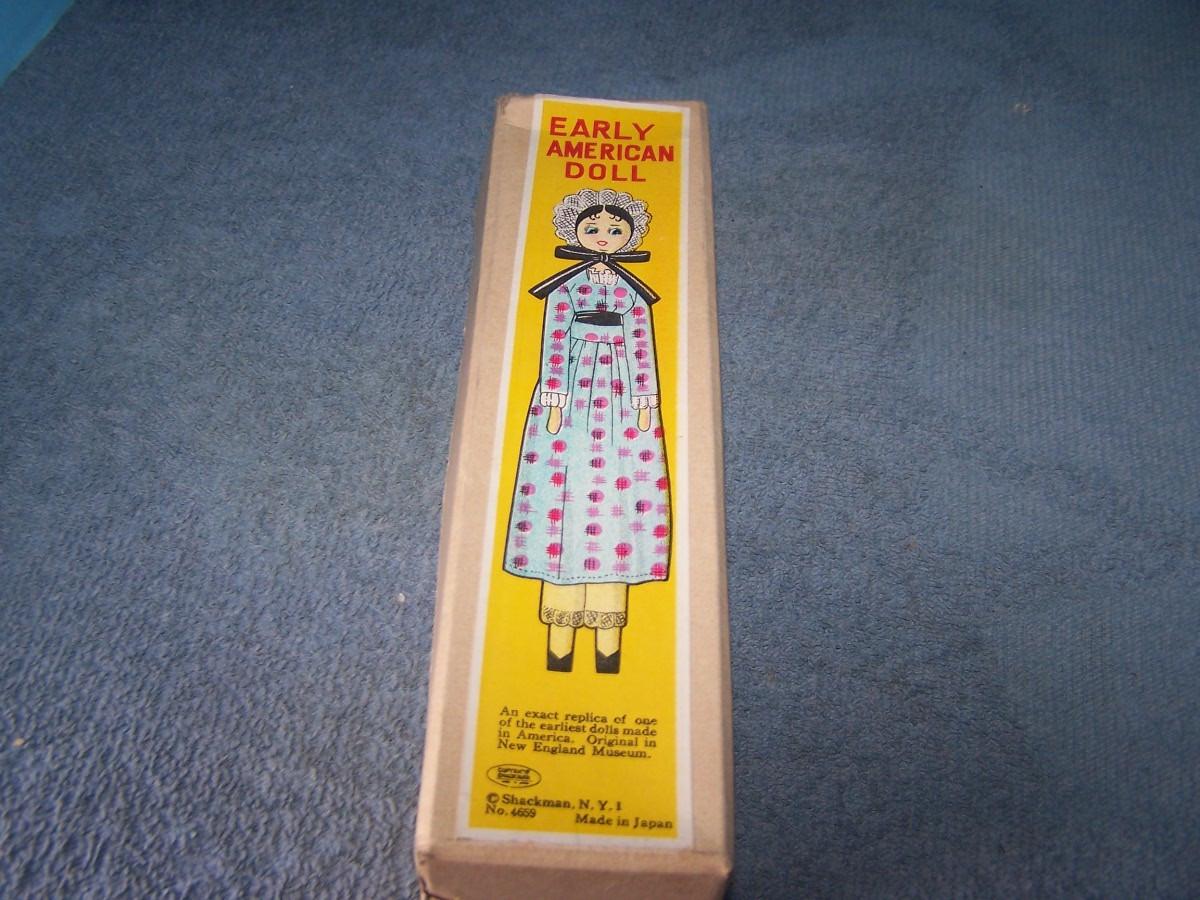 EARLY
AMERICAN
DOLL
An exact replica of one
of the earliest dolls made
in America. Original in
New England Museum.
© Shackman, N. Y. 1
No. 4659
Made in Japan